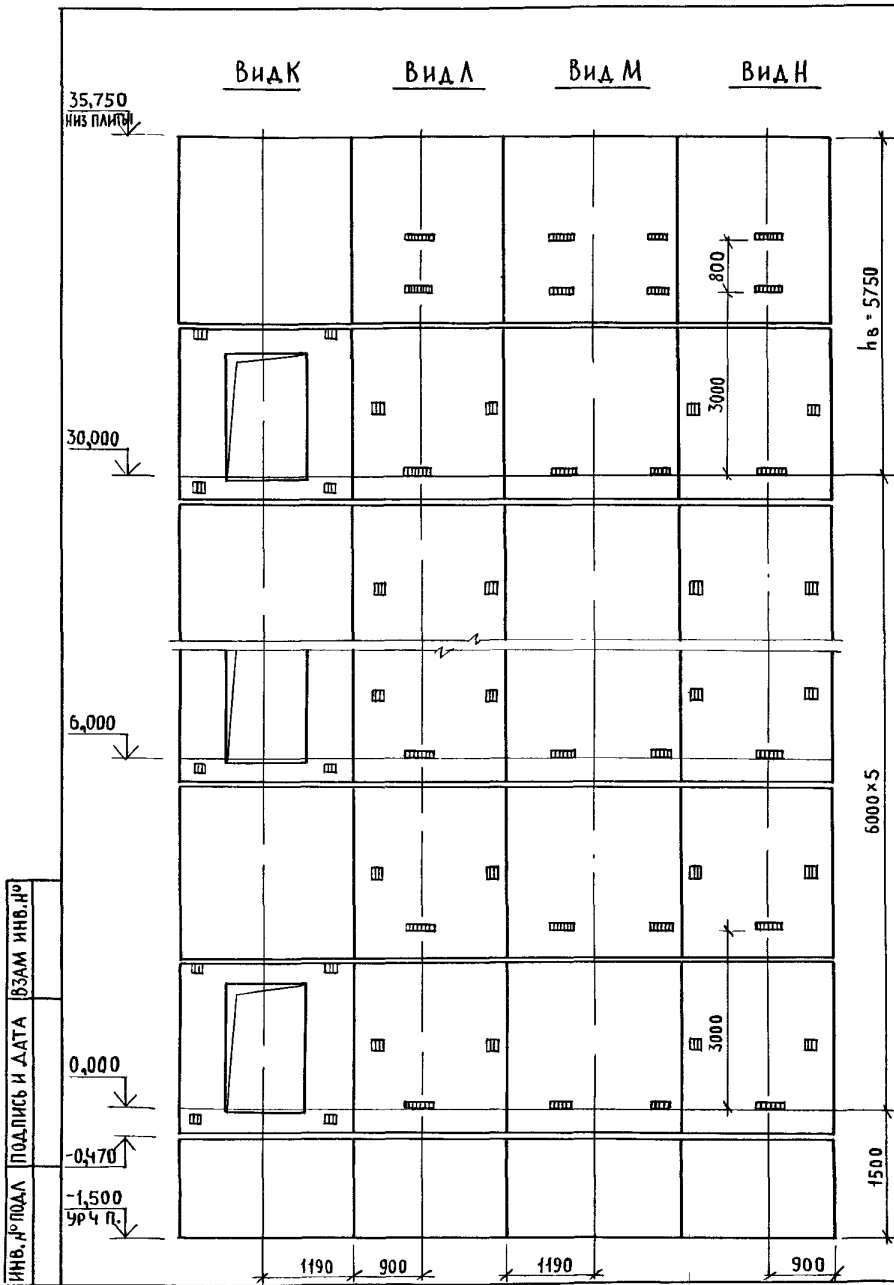 Вид К
Вид Л
Вид М
Вид Н
35,750
НИЗ ПЛИТЫ
800
hв = 5750
3000
30,000
6,000
6000×5
3000
0,000
-0,470
-1,500
УР Ч П.
1500
1190
900
1190
900
ВЗАМ ИНВ.№
ПОДПИСЬ И ДАТА
ИНВ.№ ПОДЛ